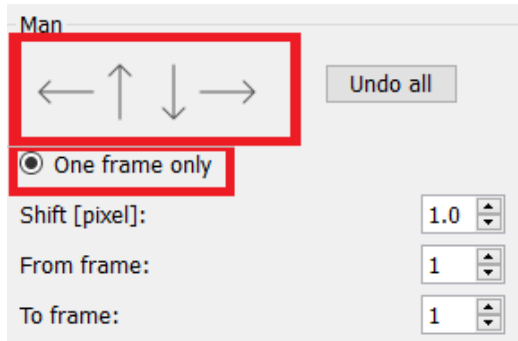 Man
Undo all
One frame only
Shift [pixel]: 1.0
From frame: 1
To frame: 1